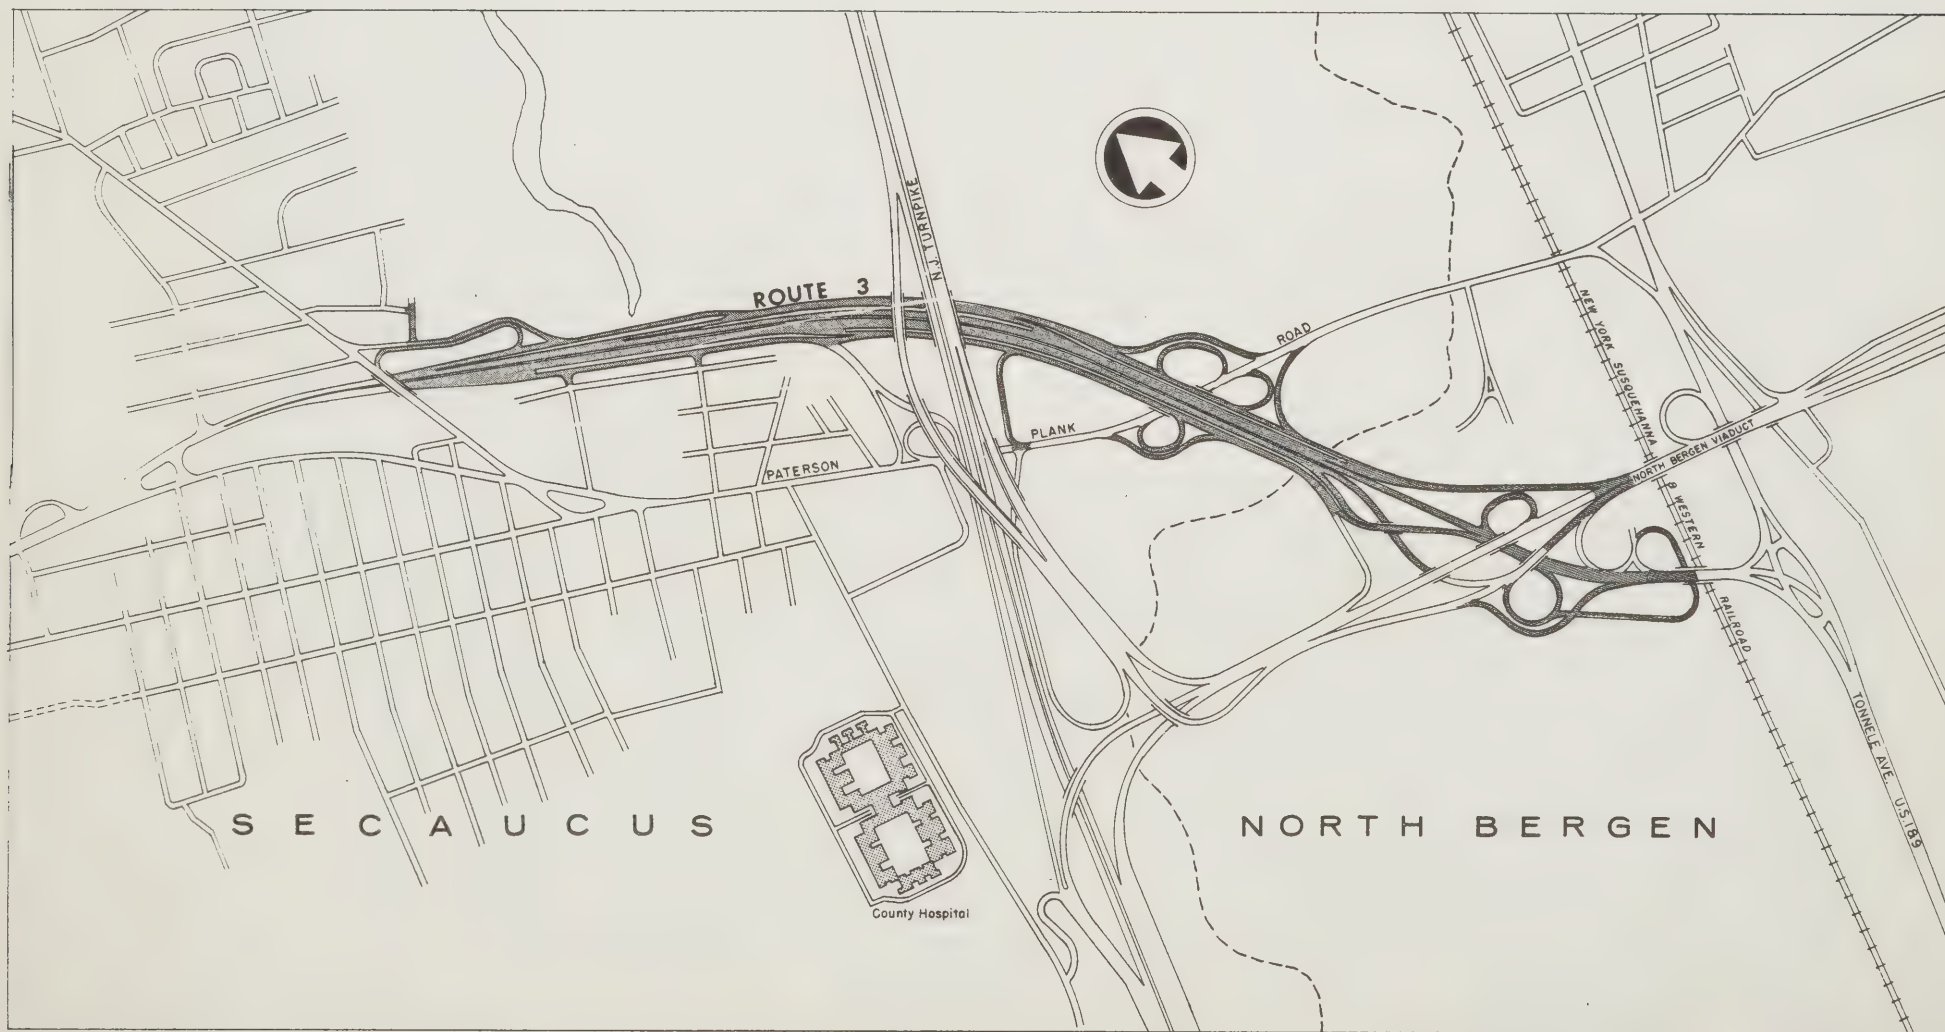 N.J. TURNPIKE
ROUTE 3
ROAD
PLANK
PATERSON
NEW YORK SUSQUEHANNA
NORTH BERGEN VIADUCT
& WESTERN
RAILROAD
TONNELE AVE. U.S. 1&9
SECAUCUS
NORTH BERGEN
County Hospital